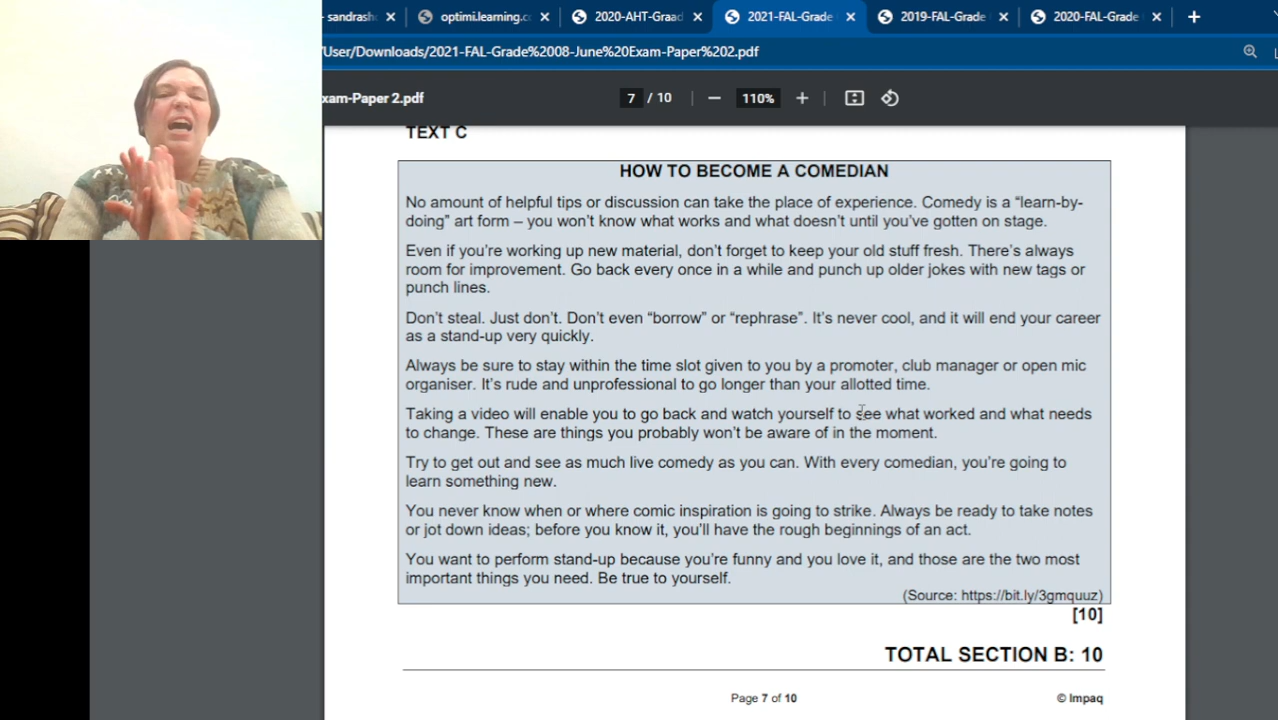 - sandrash
optimi.learning.c
2020-AHT-Graad
2021-FAL-Grade
2019-FAL-Grade
2020-FAL-Grade
User/Downloads/2021-FAL-Grade%2008-June%20Exam-Paper%202.pdf
xam-Paper 2.pdf
7 / 10
110%
TEXT C
HOW TO BECOME A COMEDIAN
No amount of helpful tips or discussion can take the place of experience. Comedy is a “learn-by-
doing” art form – you won’t know what works and what doesn’t until you’ve gotten on stage.
Even if you’re working up new material, don’t forget to keep your old stuff fresh. There’s always
room for improvement. Go back every once in a while and punch up older jokes with new tags or
punch lines.
Don’t steal. Just don’t. Don’t even “borrow” or “rephrase”. It’s never cool, and it will end your career
as a stand-up very quickly.
Always be sure to stay within the time slot given to you by a promoter, club manager or open mic
organiser. It’s rude and unprofessional to go longer than your allotted time.
Taking a video will enable you to go back and watch yourself to see what worked and what needs
to change. These are things you probably won’t be aware of in the moment.
Try to get out and see as much live comedy as you can. With every comedian, you’re going to
learn something new.
You never know when or where comic inspiration is going to strike. Always be ready to take notes
or jot down ideas; before you know it, you’ll have the rough beginnings of an act.
You want to perform stand-up because you’re funny and you love it, and those are the two most
important things you need. Be true to yourself.
(Source: https://bit.ly/3gmquuz)
[10]
TOTAL SECTION B: 10
Page 7 of 10
© Impaq